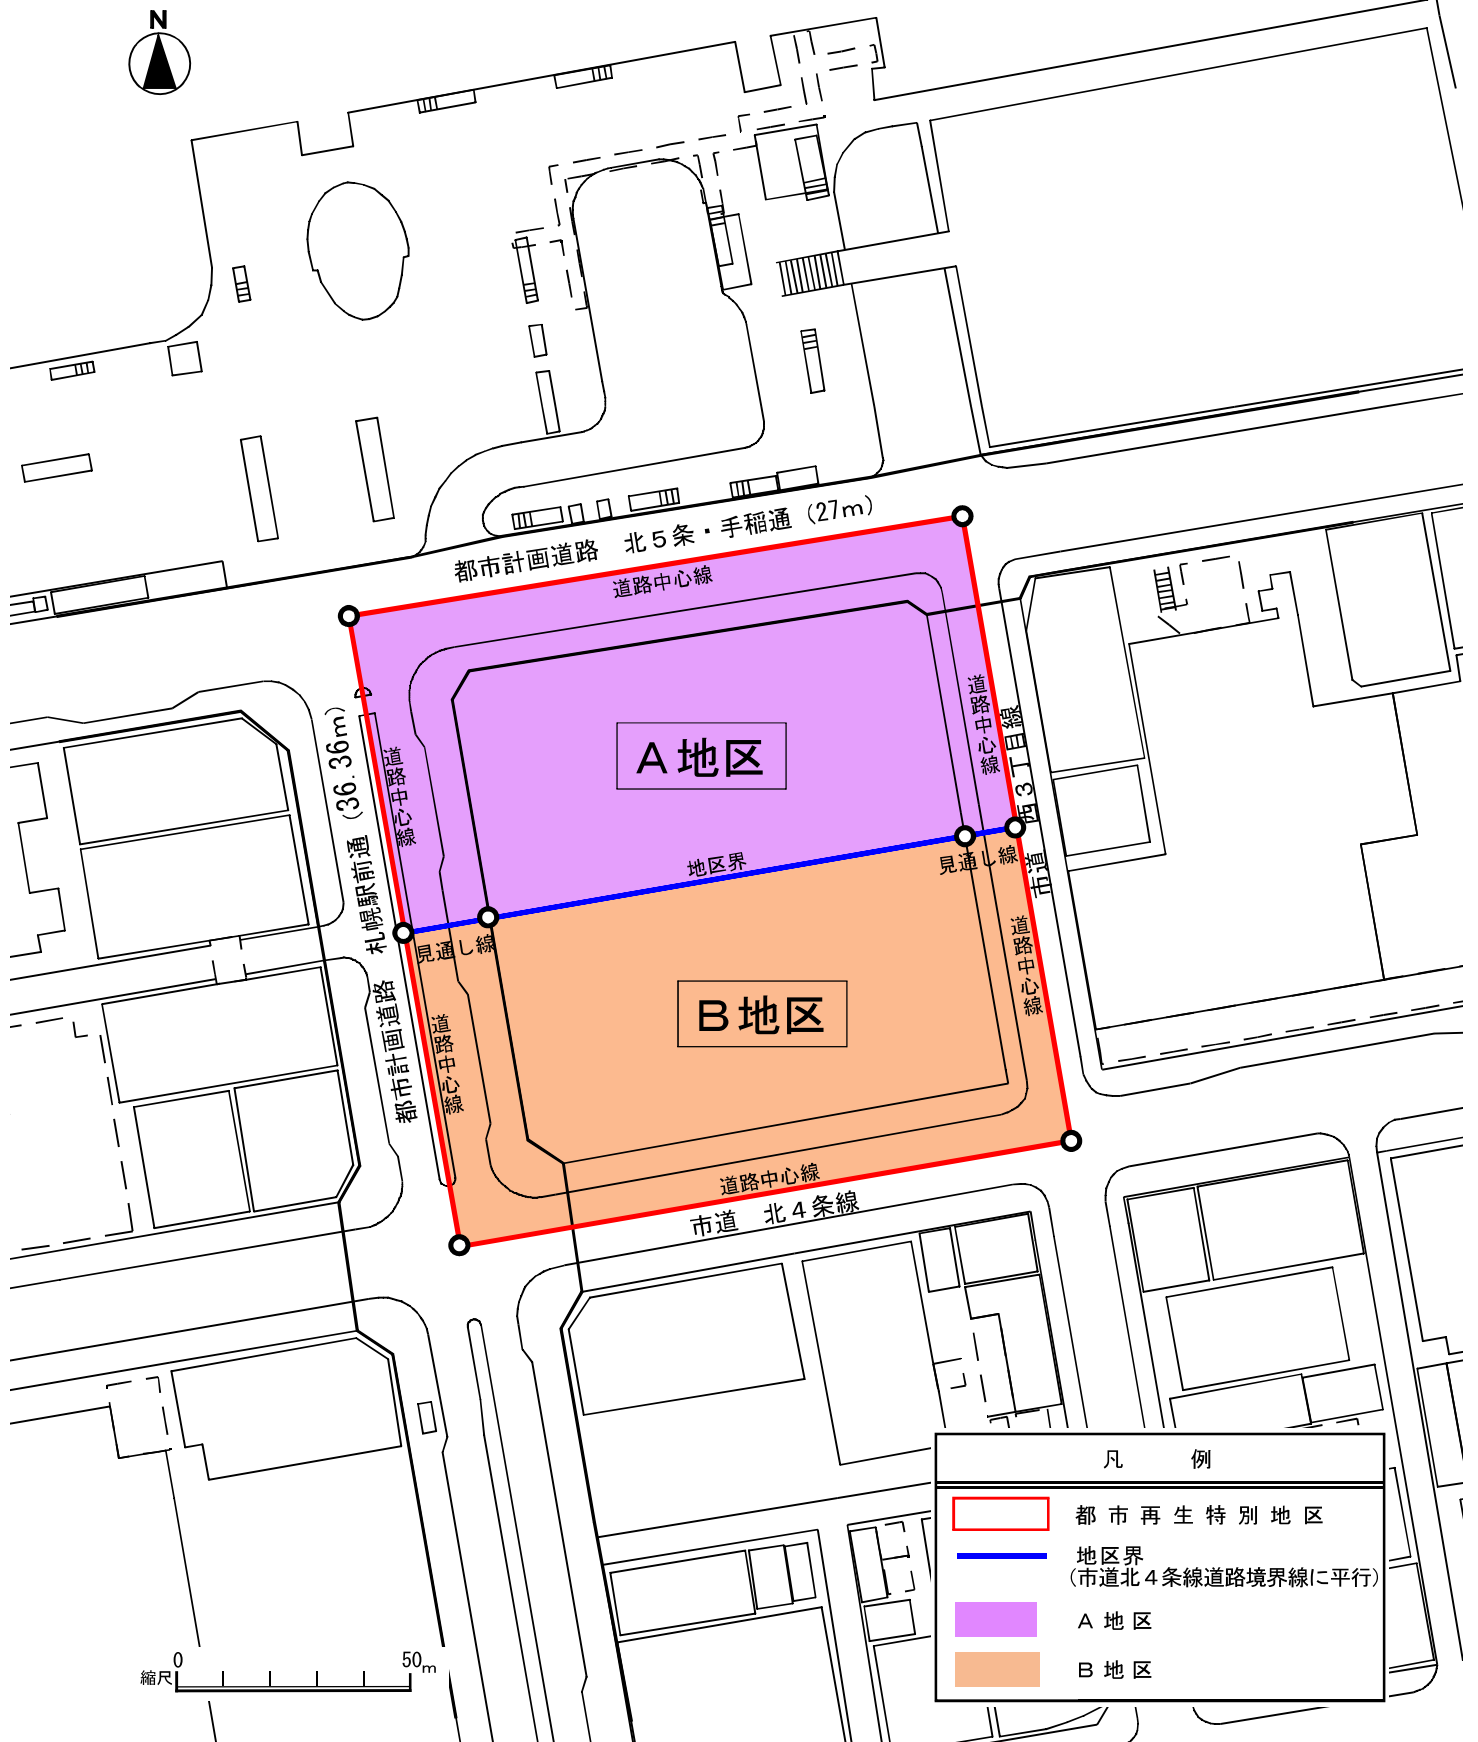 N
都市計画道路　北５条・手稲通（27m）
道路中心線
都市計画道路　札幌駅前通（36.36m）
道路中心線
道路中心線
市道　西３丁目線
A地区
地区界
見通し線
見通し線
道路中心線
道路中心線
B地区
道路中心線
市道　北４条線
凡　例
都市再生特別地区
地区界
（市道北４条線道路境界線に平行）
A地区
B地区
縮尺
0
50m